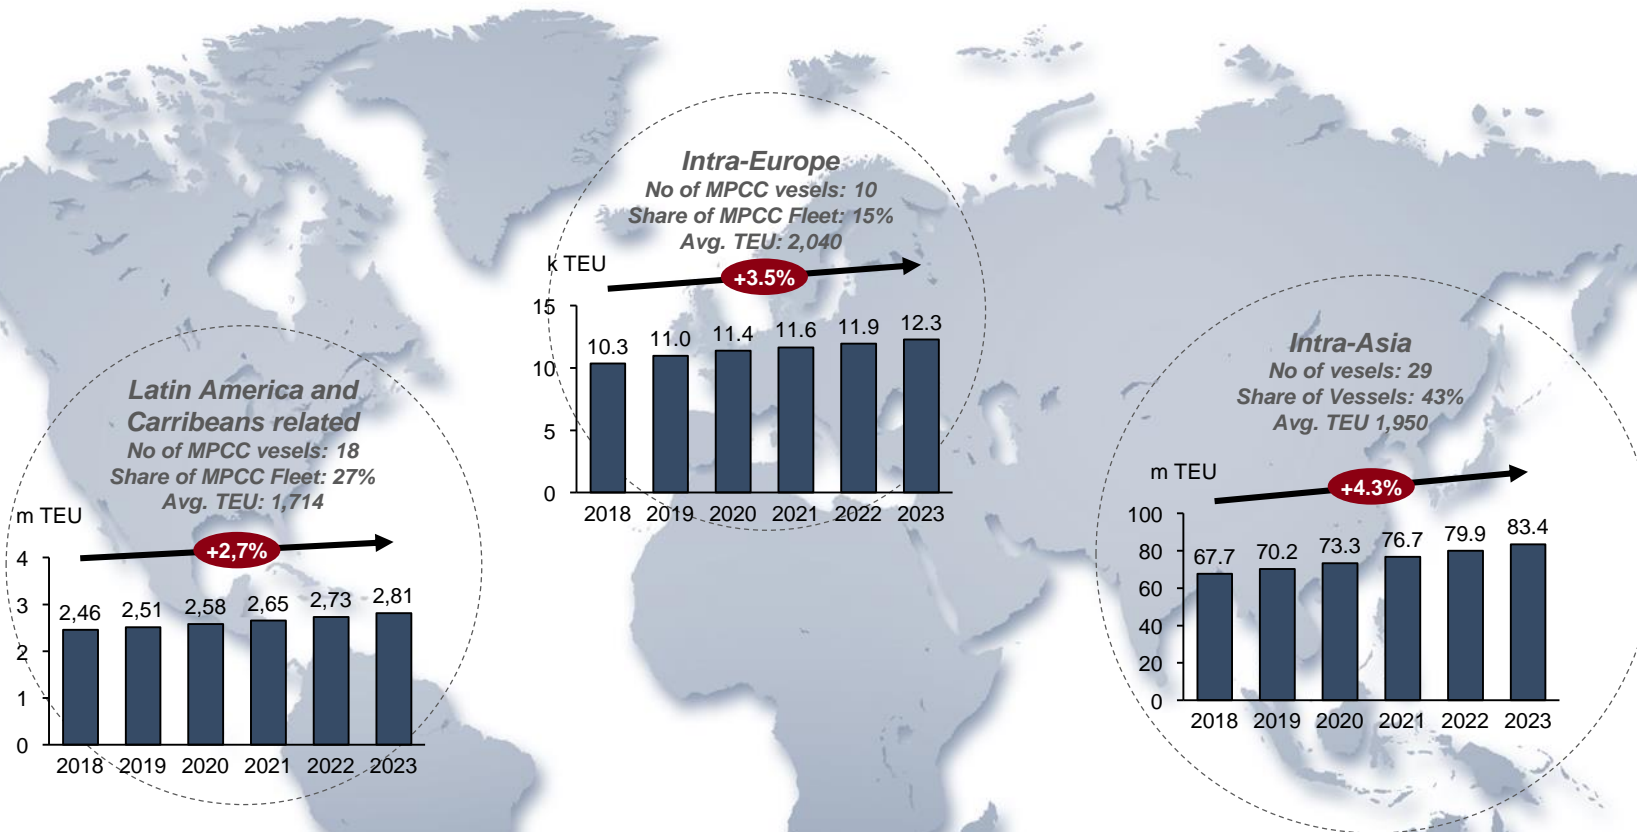 Intra-Europe
No of MPCC vesels: 10
Share of MPCC Fleet: 15%
Avg. TEU: 2,040
k TEU
+3.5%
15
10
5
0
10.3
11.0
11.4
11.6
11.9
12.3
2018 2019 2020 2021 2022 2023
Latin America and
Carribeans related
No of MPCC vesels: 18
Share of MPCC Fleet: 27%
Avg. TEU: 1,714
m TEU
+2,7%
4
3
2
1
0
2,46
2,51
2,58
2,65
2,73
2,81
2018 2019 2020 2021 2022 2023
Intra-Asia
No of vesels: 29
Share of Vessels: 43%
Avg. TEU 1,950
m TEU
+4.3%
100
80
60
40
20
0
67.7
70.2
73.3
76.7
79.9
83.4
2018 2019 2020 2021 2022 2023